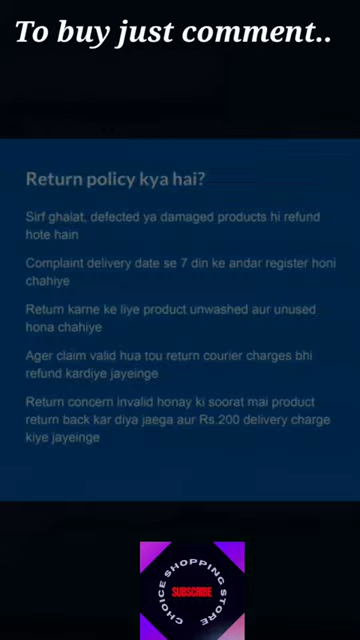 To buy just comment..
Return policy kya hai?
Sirf ghalat, defected ya damaged products hi refund
hote hain
Complaint delivery date se 7 din ke andar register honi
chahiye
Return karne ke liye product unwashed aur unused
hona chahiye
Ager claim valid hua tou return courier charges bhi
refund kardiye jayeinge
Return concern invalid honay ki soorat mai product
return back kar diya jaega aur Rs.200 delivery charge
kiye jayeinge
CHOICE SHOPPING STORE
SUBSCRIBE